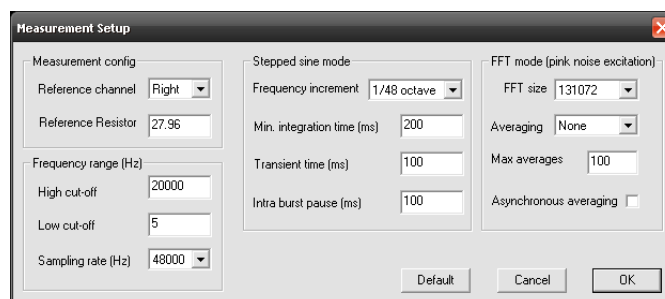 Measurement Setup
Measurement config
Reference channel Right
Reference Resistor 27.96
Frequency range (Hz)
High cut-off 20000
Low cut-off 5
Sampling rate (Hz) 48000
Stepped sine mode
Frequency increment 1/48 octave
Min. integration time (ms) 200
Transient time (ms) 100
Intra burst pause (ms) 100
FFT mode (pink noise excitation)
FFT size 131072
Averaging None
Max averages 100
Asynchronous averaging
Default Cancel OK